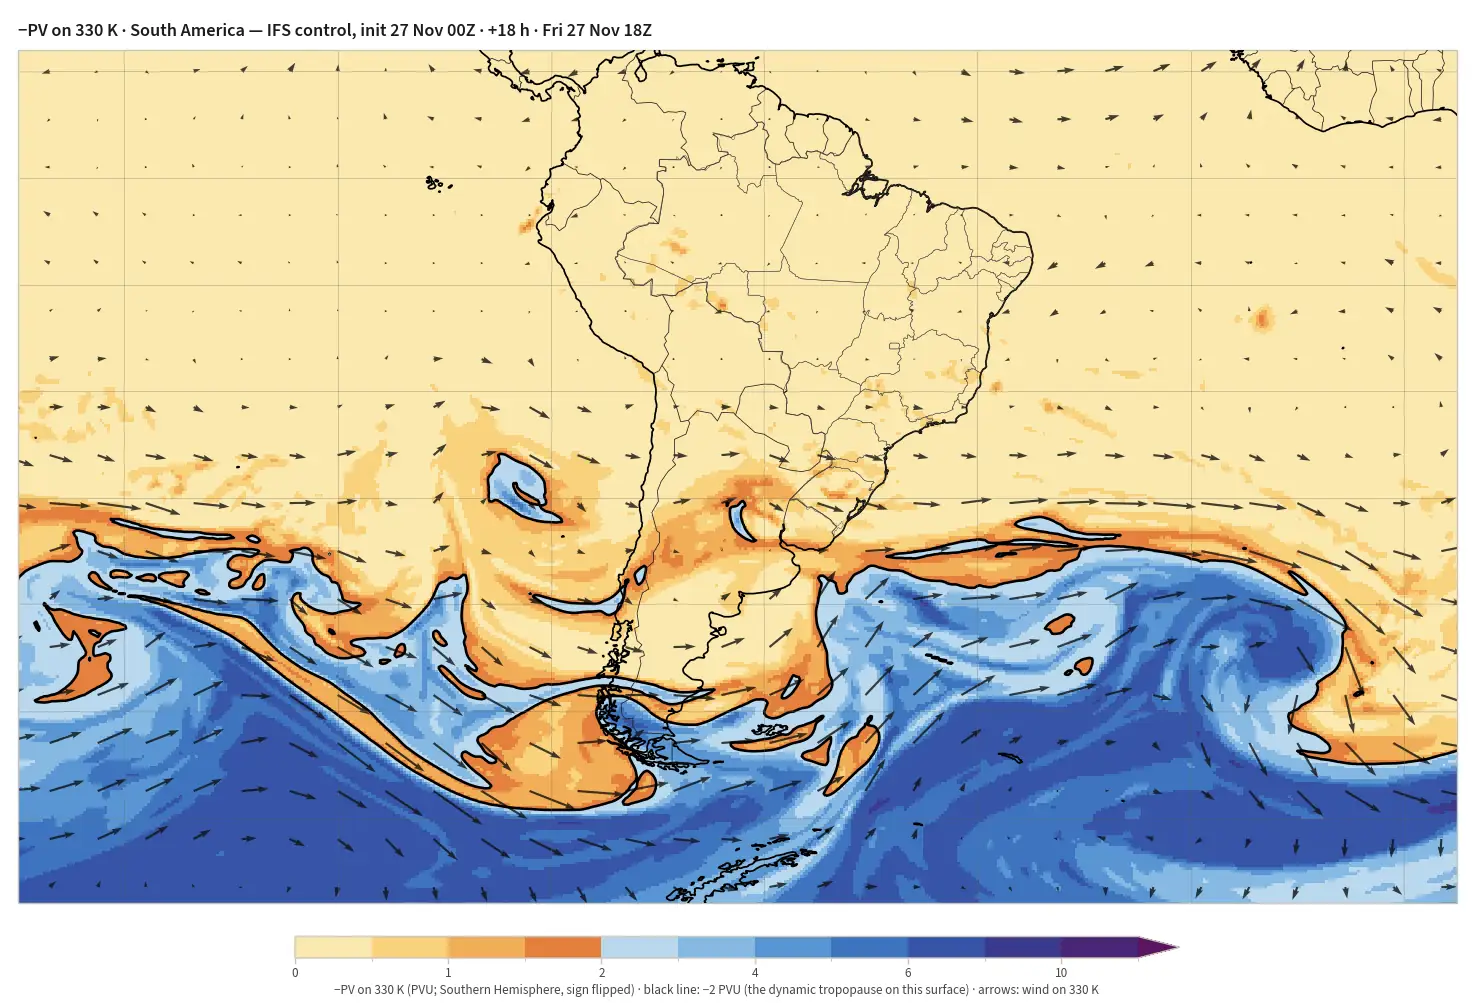 −PV on 330 K · South America — IFS control, init 27 Nov 00Z · +18 h · Fri 27 Nov 18Z
0 1 2 4 6 10
−PV on 330 K (PVU; Southern Hemisphere, sign flipped) · black line: −2 PVU (the dynamic tropopause on this surface) · arrows: wind on 330 K